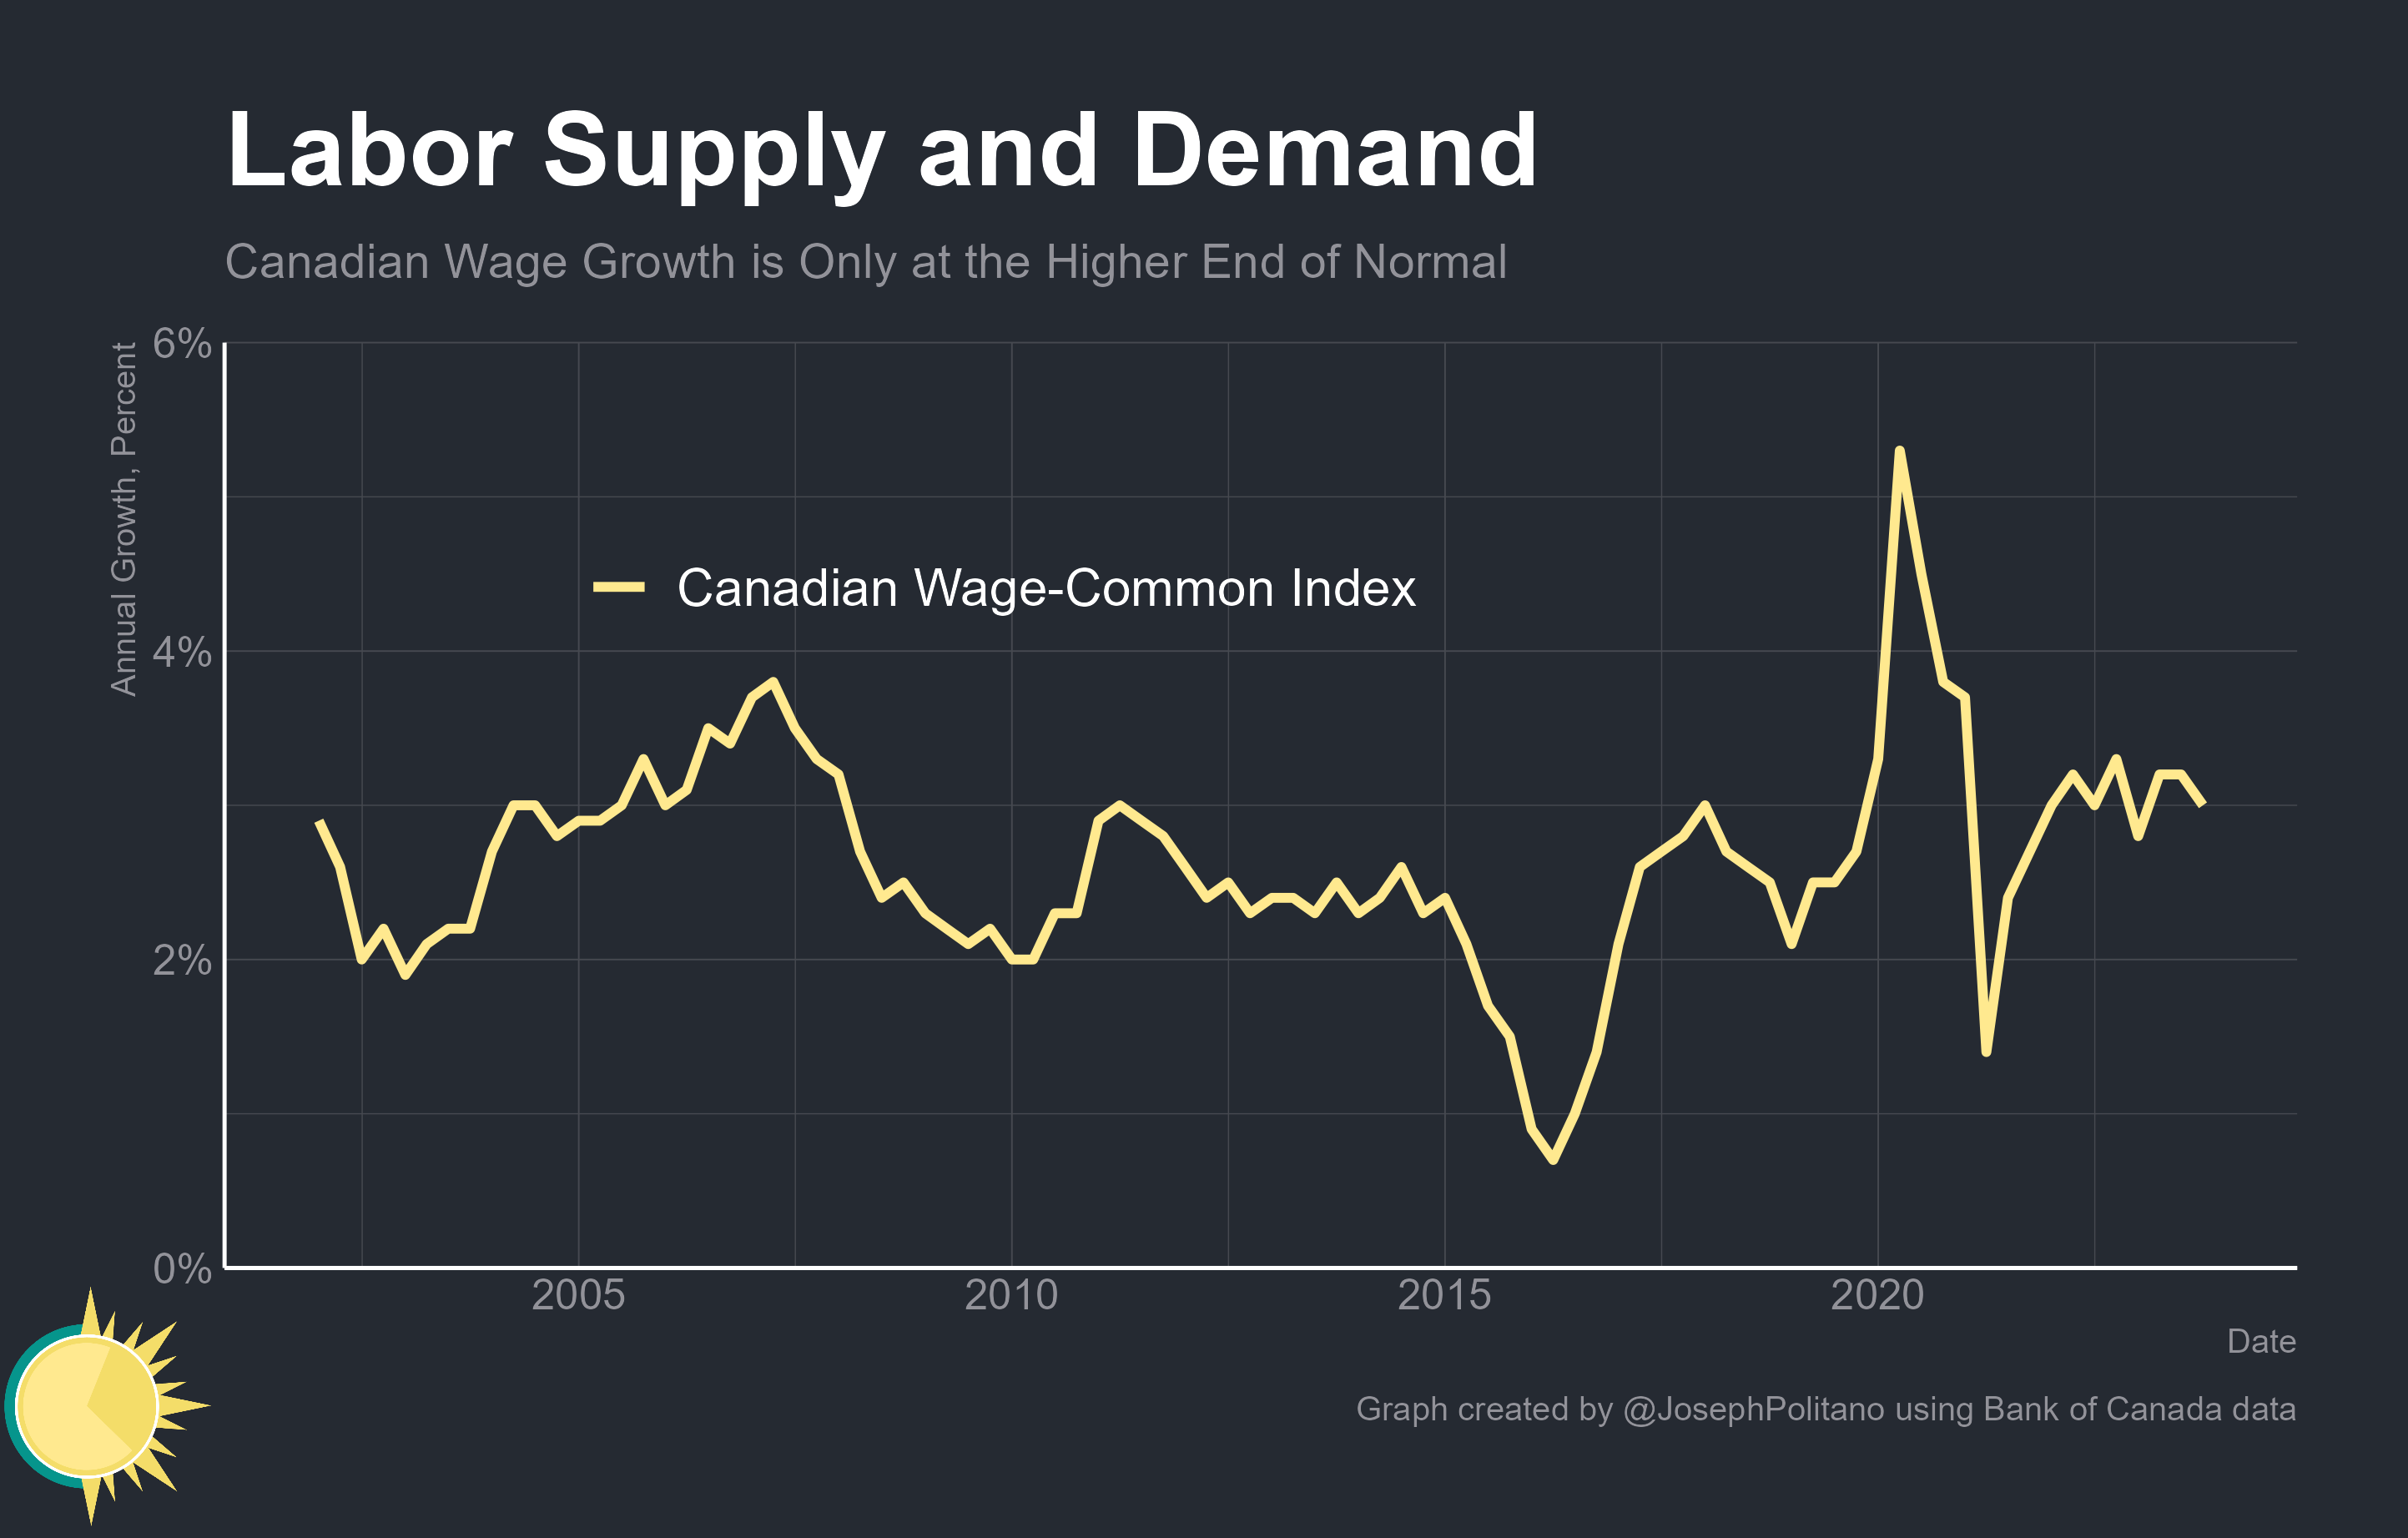 Labor Supply and Demand
Canadian Wage Growth is Only at the Higher End of Normal
Annual Growth, Percent
6%
4%
2%
0%
Canadian Wage-Common Index
2005
2010
2015
2020
Date
Graph created by @JosephPolitano using Bank of Canada data